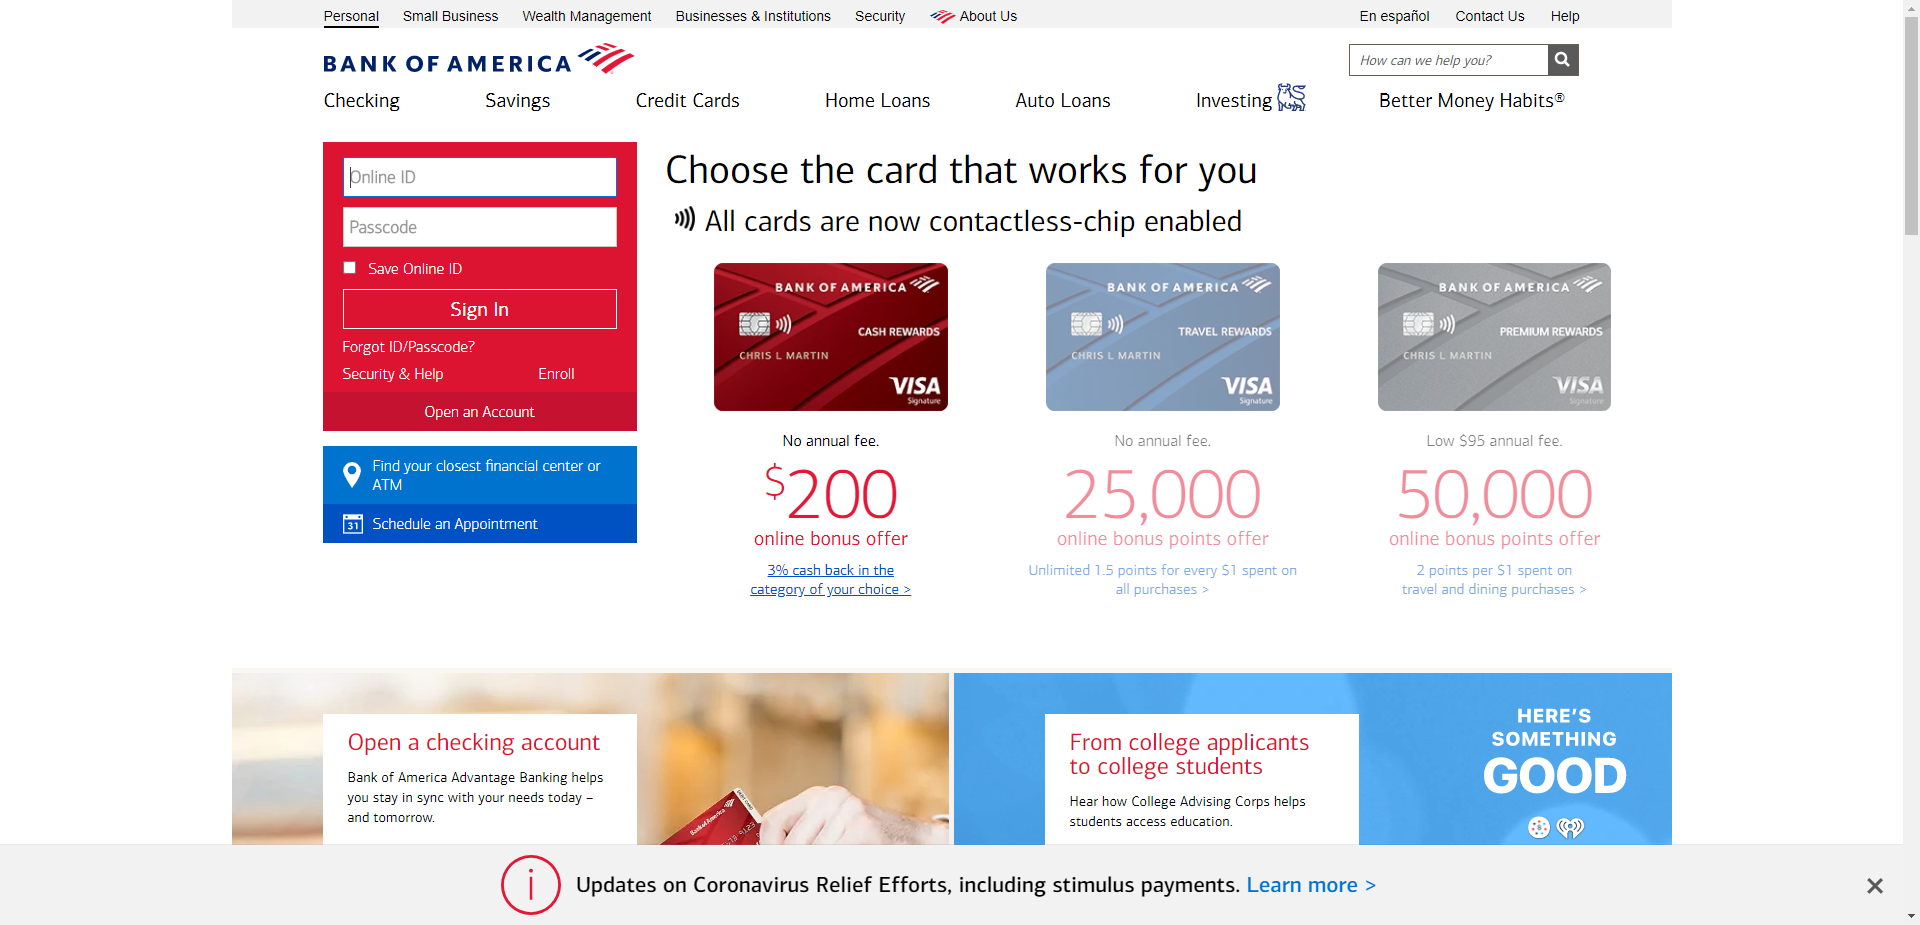 Personal
Small Business
Wealth Management
Businesses & Institutions
Security
About Us
En español
Contact Us
Help
BANK OF AMERICA
How can we help you?
Checking
Savings
Credit Cards
Home Loans
Auto Loans
Investing
Better Money Habits®
Online ID
Passcode
Save Online ID
Sign In
Forgot ID/Passcode?
Security & Help
Enroll
Open an Account
Find your closest financial center or
ATM
31
Schedule an Appointment
Choose the card that works for you
All cards are now contactless-chip enabled
BANK OF AMERICA
CASH REWARDS
CHRIS L MARTIN
VISA
Signature
No annual fee.
$200
online bonus offer
3% cash back in the
category of your choice >
BANK OF AMERICA
TRAVEL REWARDS
CHRIS L MARTIN
VISA
Signature
No annual fee.
25,000
online bonus points offer
Unlimited 1.5 points for every $1 spent on
all purchases >
BANK OF AMERICA
PREMIUM REWARDS
CHRIS L MARTIN
VISA
Signature
Low $95 annual fee.
50,000
online bonus points offer
2 points per $1 spent on
travel and dining purchases >
Open a checking account
Bank of America Advantage Banking helps
you stay in sync with your needs today –
and tomorrow.
Bank of America
From college applicants
to college students
Hear how College Advising Corps helps
students access education.
HERE'S
SOMETHING
GOOD
Updates on Coronavirus Relief Efforts, including stimulus payments. Learn more >